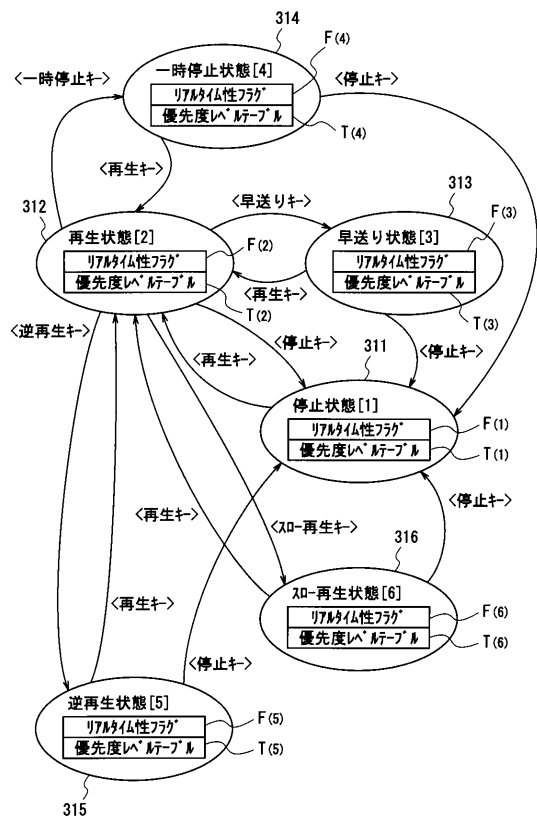 314
一時停止状態[4]
F(4)
リアルタイム性フラグ
優先度レベルテーブル
T(4)
<一時停止キー>
<停止キー>
<再生キー>
312
<早送りキー>
313
再生状態[2]
F(2)
リアルタイム性フラグ
優先度レベルテーブル
T(2)
早送り状態[3]
F(3)
リアルタイム性フラグ
優先度レベルテーブル
T(3)
<再生キー>
<逆再生キー>
<再生キー>
<停止キー>
311
<停止キー>
停止状態[1]
リアルタイム性フラグ
F(1)
優先度レベルテーブル
T(1)
<再生キー>
<スロー再生キー>
<停止キー>
316
スロー再生状態[6]
リアルタイム性フラグ
F(6)
優先度レベルテーブル
T(6)
<再生キー>
<停止キー>
逆再生状態[5]
リアルタイム性フラグ
F(5)
優先度レベルテーブル
T(5)
315